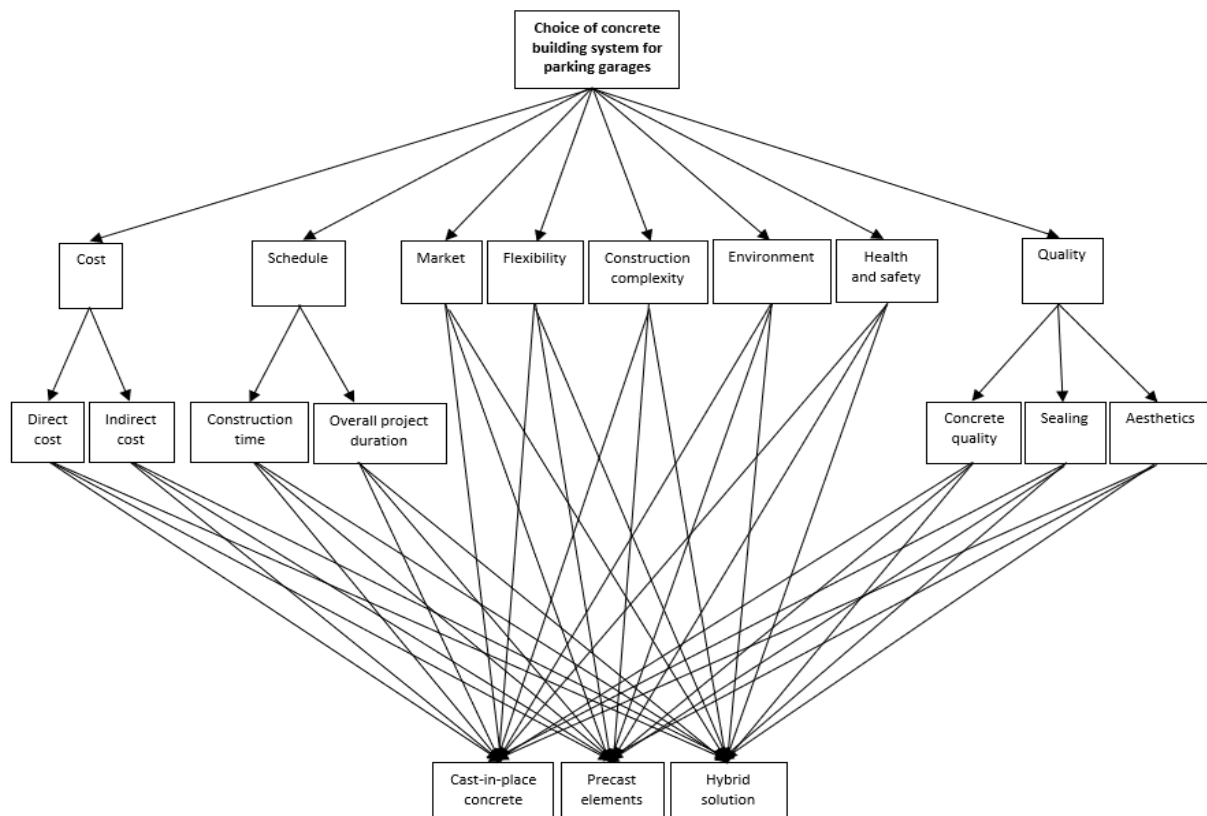 Choice of concrete
building system for
parking garages
Cost
Schedule
Market
Flexibility
Construction
complexity
Environment
Health
and safety
Quality
Direct
cost
Indirect
cost
Construction
time
Overall project
duration
Concrete
quality
Sealing
Aesthetics
Cast-in-place
concrete
Precast
elements
Hybrid
solution